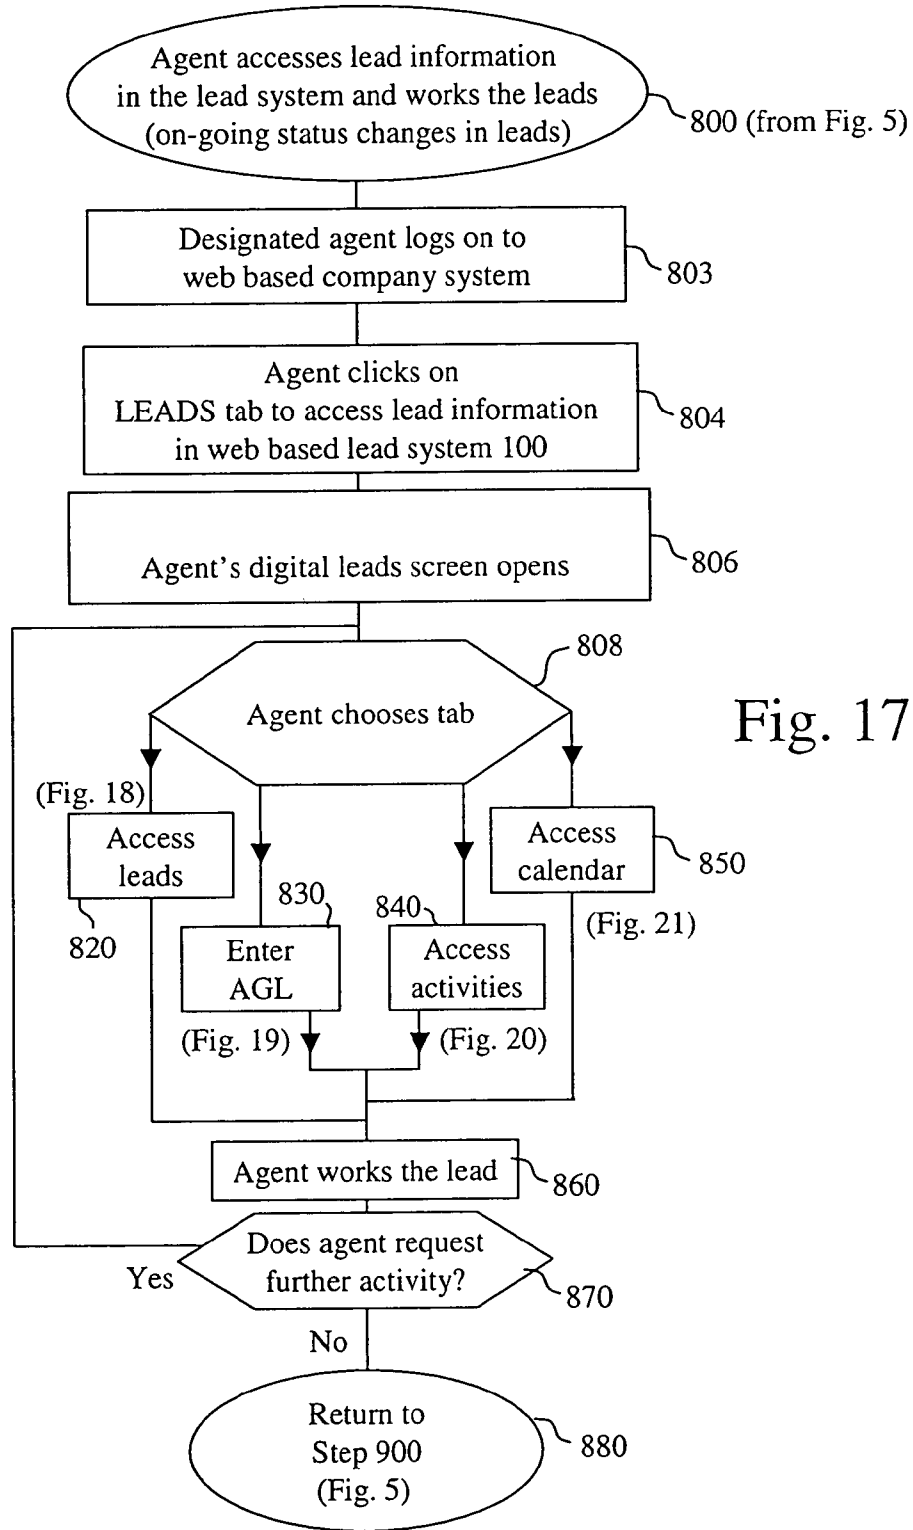 Agent accesses lead information
in the lead system and works the leads
(on-going status changes in leads)
800 (from Fig. 5)
Designated agent logs on to
web based company system
803
Agent clicks on
LEADS tab to access lead information
in web based lead system 100
804
Agent's digital leads screen opens
806
808
Agent chooses tab
Fig. 17
(Fig. 18)
Access
leads
820
830
Enter
AGL
(Fig. 19)
840
Access
activities
(Fig. 20)
Access
calendar
850
(Fig. 21)
Agent works the lead
860
Does agent request
further activity?
870
Yes
No
Return to
Step 900
(Fig. 5)
880